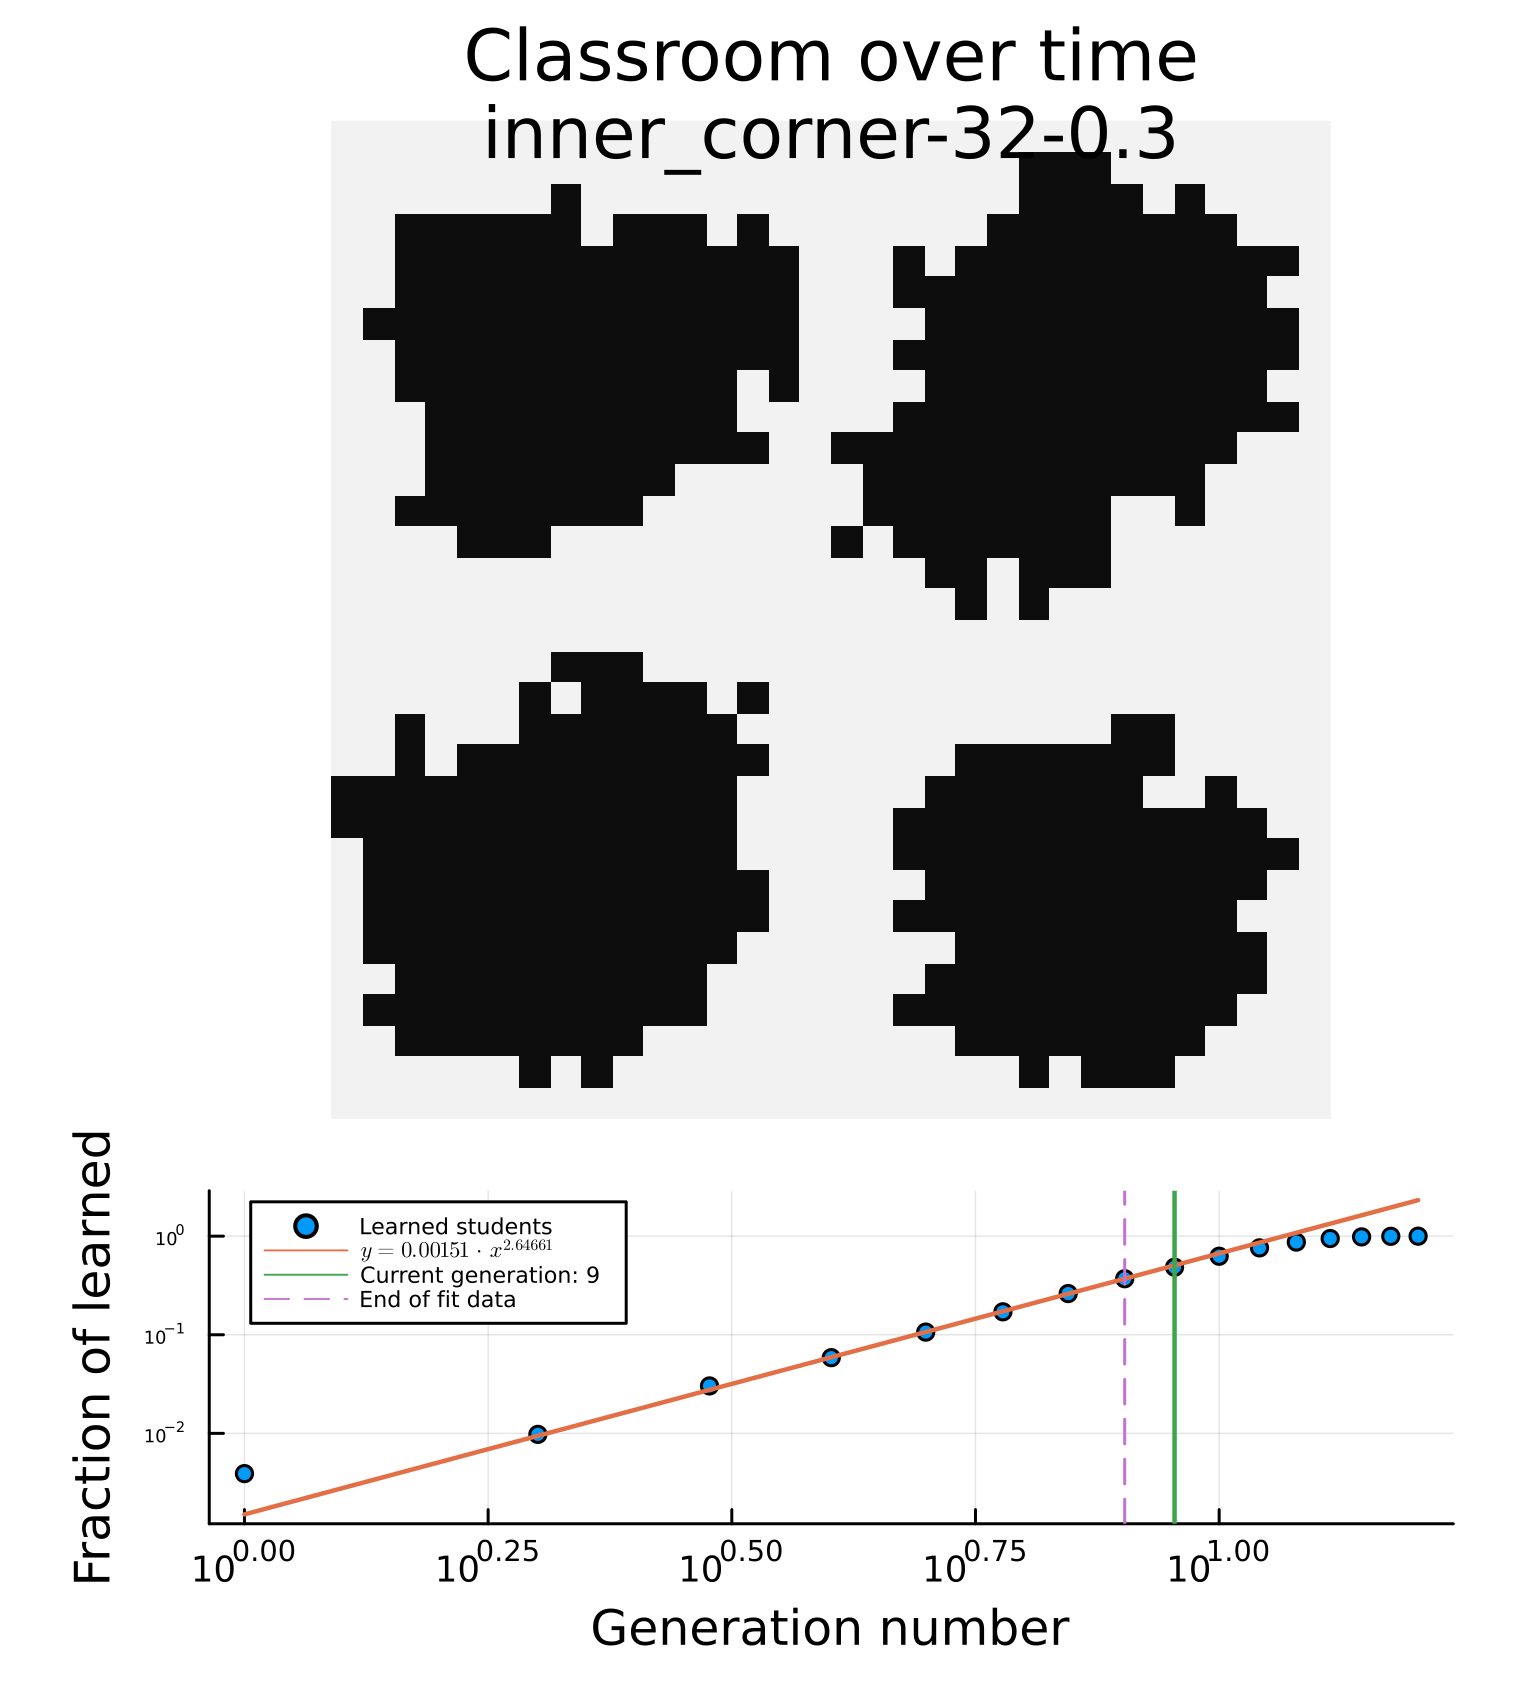 Classroom over time
inner_corner-32-0.3
Fraction of learned
10⁰
10⁻¹
10⁻²
Learned students
y = 0.00151 · x^2.64661
Current generation: 9
End of fit data
10^0.00 10^0.25 10^0.50 10^0.75 10^1.00
Generation number